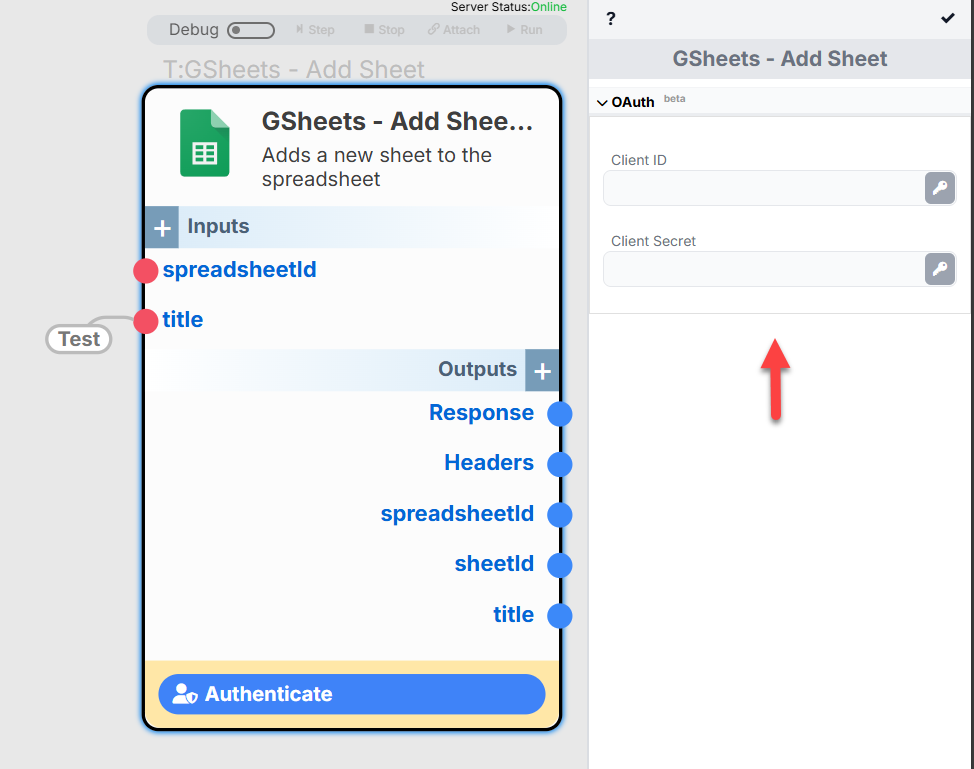 Server Status:Online
Debug
Step
Stop
Attach
Run
T:GSheets - Add Sheet
GSheets - Add Shee...
Adds a new sheet to the
spreadsheet
+ Inputs
spreadsheetId
title
Test
Outputs +
Response
Headers
spreadsheetId
sheetId
title
Authenticate
?
GSheets - Add Sheet
OAuth beta
Client ID
Client Secret